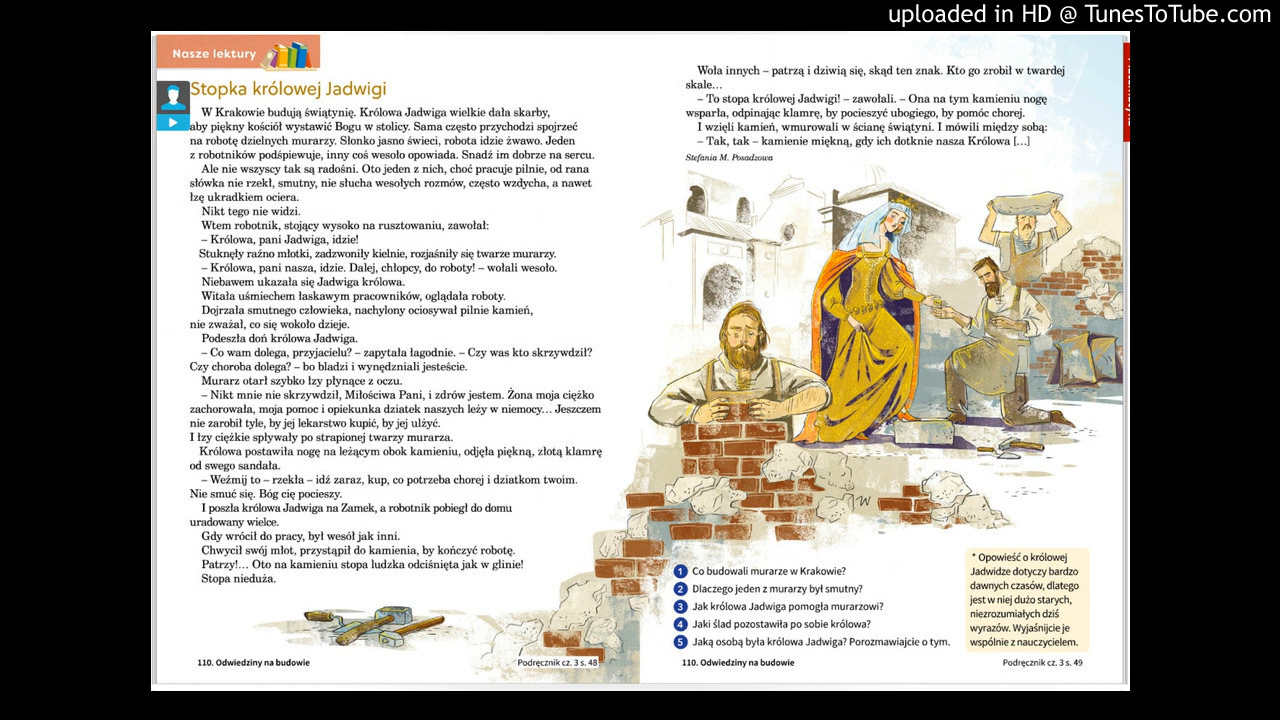 uploaded in HD @ TunesToTube.com
Nasze lektury
Stopka królowej Jadwigi
W Krakowie budują świątynię. Królowa Jadwiga wielkie dała skarby,
aby piękny kościół wystawić Bogu w stolicy. Sama często przychodzi spojrzeć
na robotę dzielnych murarzy. Słonko jasno świeci, robota idzie żwawo. Jeden
z robotników podśpiewuje, inny coś wesoło opowiada. Snadź im dobrze na sercu.
Ale nie wszyscy tak są radośni. Oto jeden z nich, choć pracuje pilnie, od rana
słówka nie rzekł, smutny, nie słucha wesołych rozmów, często wzdycha, a nawet
łzę ukradkiem ociera.
Nikt tego nie widzi.
Wtem robotnik, stojący wysoko na rusztowaniu, zawołał:
– Królowa, pani Jadwiga, idzie!
Stuknęły raźno młotki, zadzwoniły kielnie, rozjaśniły się twarze murarzy.
– Królowa, pani nasza, idzie. Dalej, chłopcy, do roboty! – wołali wesoło.
Niebawem ukazała się Jadwiga królowa.
Witała uśmiechem łaskawym pracowników, oglądała roboty.
Dojrzała smutnego człowieka, nachylony ociosywał pilnie kamień,
nie zważał, co się wokoło dzieje.
Podeszła doń królowa Jadwiga.
– Co wam dolega, przyjacielu? – zapytała łagodnie. – Czy was kto skrzywdził?
Czy choroba dolega? – bo bladzi i wynędzniali jesteście.
Murarz otarł szybko łzy płynące z oczu.
– Nikt mnie nie skrzywdził, Miłościwa Pani, i zdrów jestem. Żona moja ciężko
zachorowała, moja pomoc i opiekunka dziatek naszych leży w niemocy… Jeszczem
nie zarobił tyle, by jej lekarstwo kupić, by jej ulżyć.
I łzy ciężkie spływały po strapionej twarzy murarza.
Królowa postawiła nogę na leżącym obok kamieniu, odjęła piękną, złotą klamrę
od swego sandała.
– Weźmij to – rzekła – idź zaraz, kup, co potrzeba chorej i dziatkom twoim.
Nie smuć się. Bóg cię pocieszy.
I poszła królowa Jadwiga na Zamek, a robotnik pobiegł do domu
uradowany wielce.
Gdy wrócił do pracy, był wesół jak inni.
Chwycił swój młot, przystąpił do kamienia, by kończyć robotę.
Patrzy!… Oto na kamieniu stopa ludzka odciśnięta jak w glinie!
Stopa nieduża.
110. Odwiedziny na budowie
Podręcznik cz. 3 s. 48
Woła innych – patrzą i dziwią się, skąd ten znak. Kto go zrobił w twardej
skale…
– To stopa królowej Jadwigi! – zawołali. – Ona na tym kamieniu nogę
wsparła, odpinając klamrę, by pocieszyć ubogiego, by pomóc chorej.
I wzięli kamień, wmurowali w ścianę świątyni. I mówili między sobą:
– Tak, tak – kamienie miękną, gdy ich dotknie nasza Królowa […]
Stefania M. Posadzowa
1 Co budowali murarze w Krakowie?
2 Dlaczego jeden z murarzy był smutny?
3 Jak królowa Jadwiga pomogła murarzowi?
4 Jaki ślad pozostawiła po sobie królowa?
5 Jaką osobą była królowa Jadwiga? Porozmawiajcie o tym.
* Opowieść o królowej
Jadwidze dotyczy bardzo
dawnych czasów, dlatego
jest w niej dużo starych,
niezrozumiałych dziś
wyrazów. Wyjaśnijcie je
wspólnie z nauczycielem.
110. Odwiedziny na budowie
Podręcznik cz. 3 s. 49